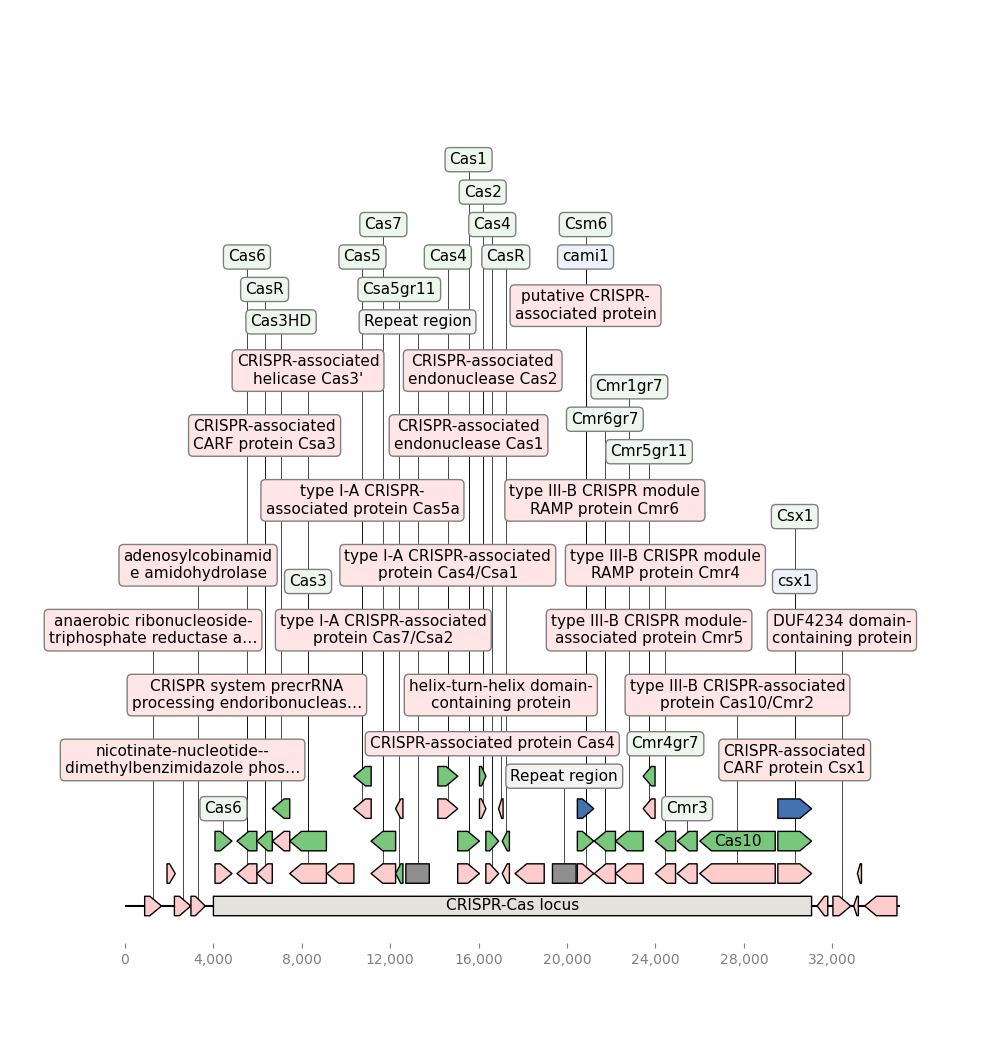 Cas1
Cas2
Cas7
Cas4
Csm6
Cas6
Cas5
Cas4
CasR
cami1
CasR
Csa5gr11
putative CRISPR-
associated protein
Cas3HD
Repeat region
CRISPR-associated
helicase Cas3'
CRISPR-associated
endonuclease Cas2
Cmr1gr7
Cmr6gr7
CRISPR-associated
CARF protein Csa3
CRISPR-associated
endonuclease Cas1
Cmr5gr11
type I-A CRISPR-
associated protein Cas5a
type III-B CRISPR module
RAMP protein Cmr6
Csx1
adenosylcobinamid
e amidohydrolase
Cas3
type I-A CRISPR-associated
protein Cas4/Csa1
type III-B CRISPR module
RAMP protein Cmr4
csx1
anaerobic ribonucleoside-
triphosphate reductase a...
type I-A CRISPR-associated
protein Cas7/Csa2
type III-B CRISPR module-
associated protein Cmr5
DUF4234 domain-
containing protein
CRISPR system precrRNA
processing endoribonucleas...
helix-turn-helix domain-
containing protein
type III-B CRISPR-associated
protein Cas10/Cmr2
nicotinate-nucleotide--
dimethylbenzimidazole phos...
CRISPR-associated protein Cas4
Cmr4gr7
CRISPR-associated
CARF protein Csx1
Repeat region
Cas6
Cmr3
Cas10
CRISPR-Cas locus
0 4,000 8,000 12,000 16,000 20,000 24,000 28,000 32,000